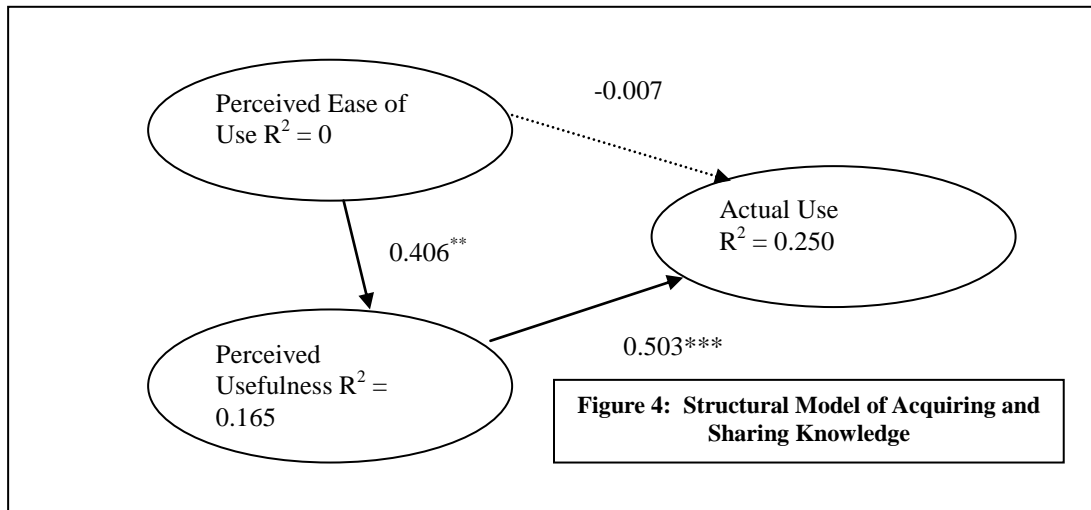 Perceived Ease of
Use R² = 0
-0.007
Actual Use
R² = 0.250
0.406**
0.503***
Perceived
Usefulness R² =
0.165
Figure 4: Structural Model of Acquiring and
Sharing Knowledge